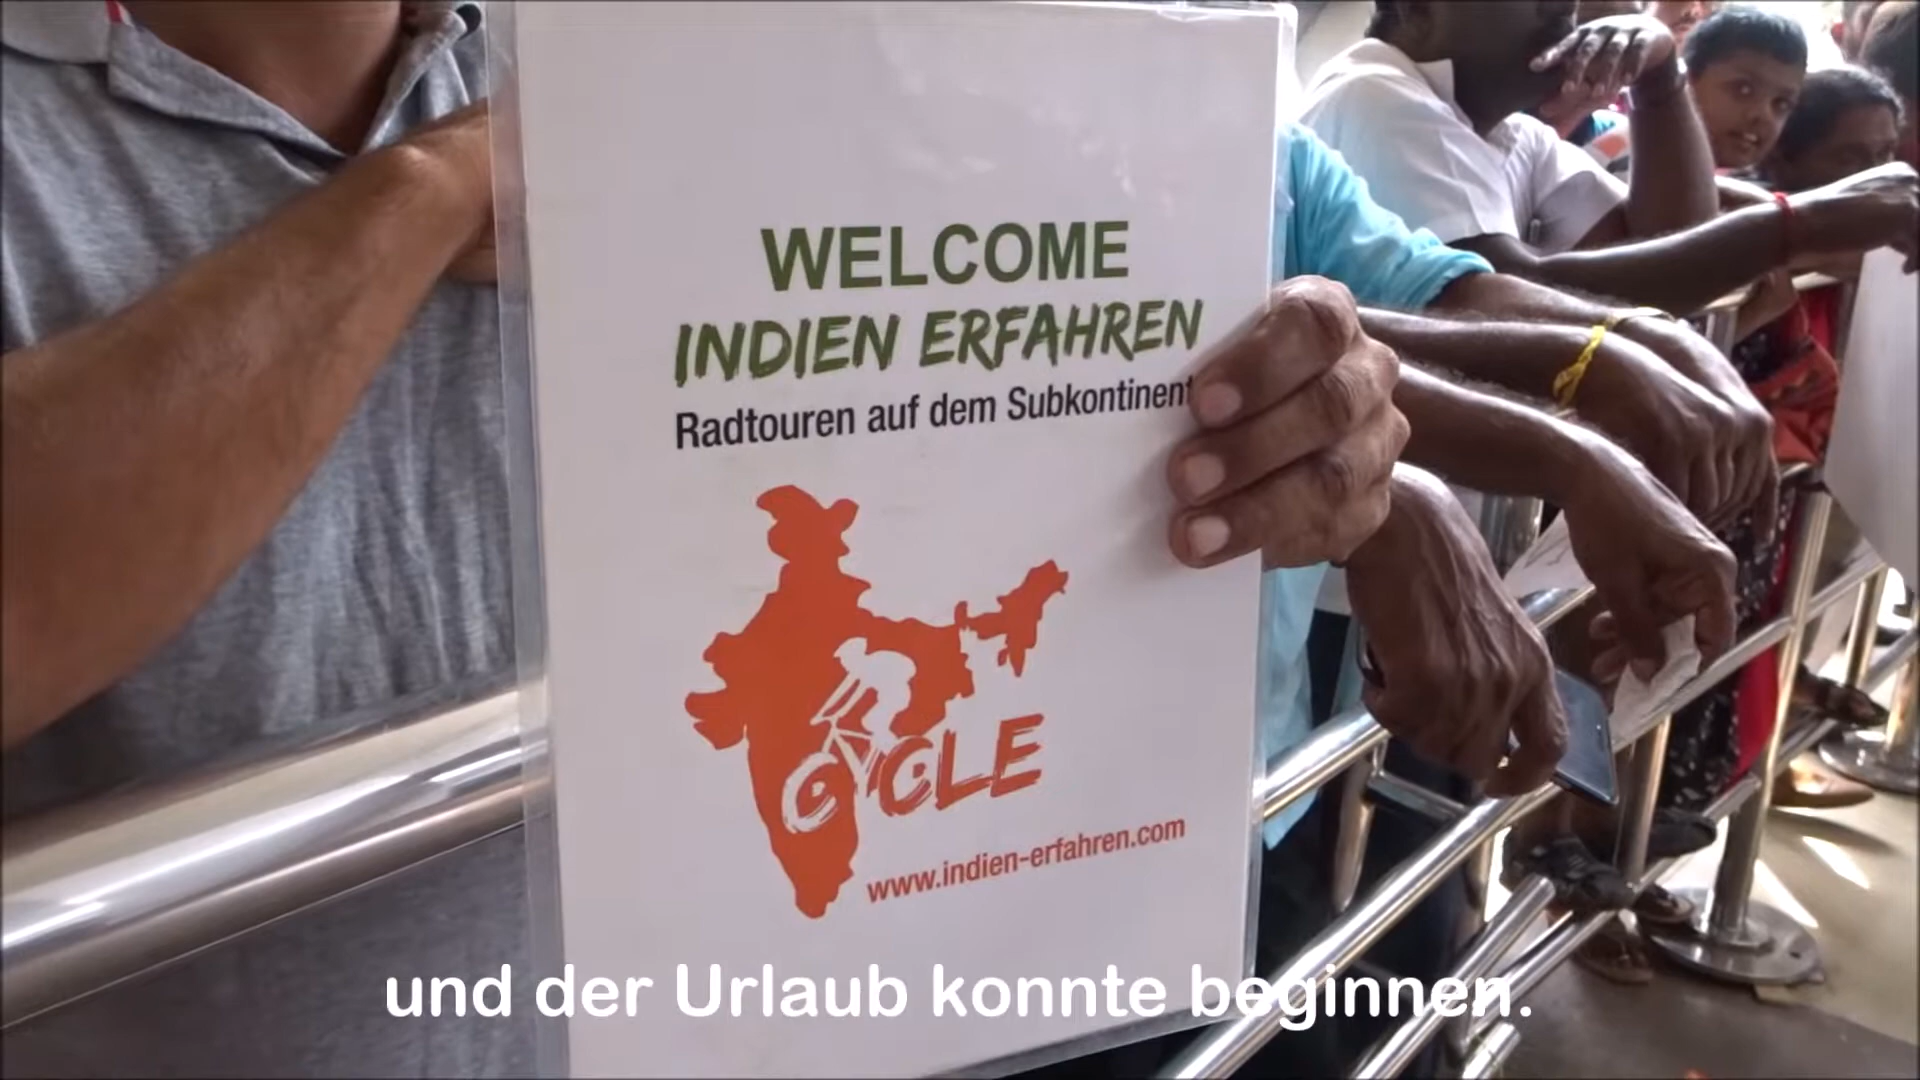 WELCOME
INDIEN ERFAHREN
Radtouren auf dem Subkontinent
CYCLE
www.indien-erfahren.com
und der Urlaub konnte beginnen.